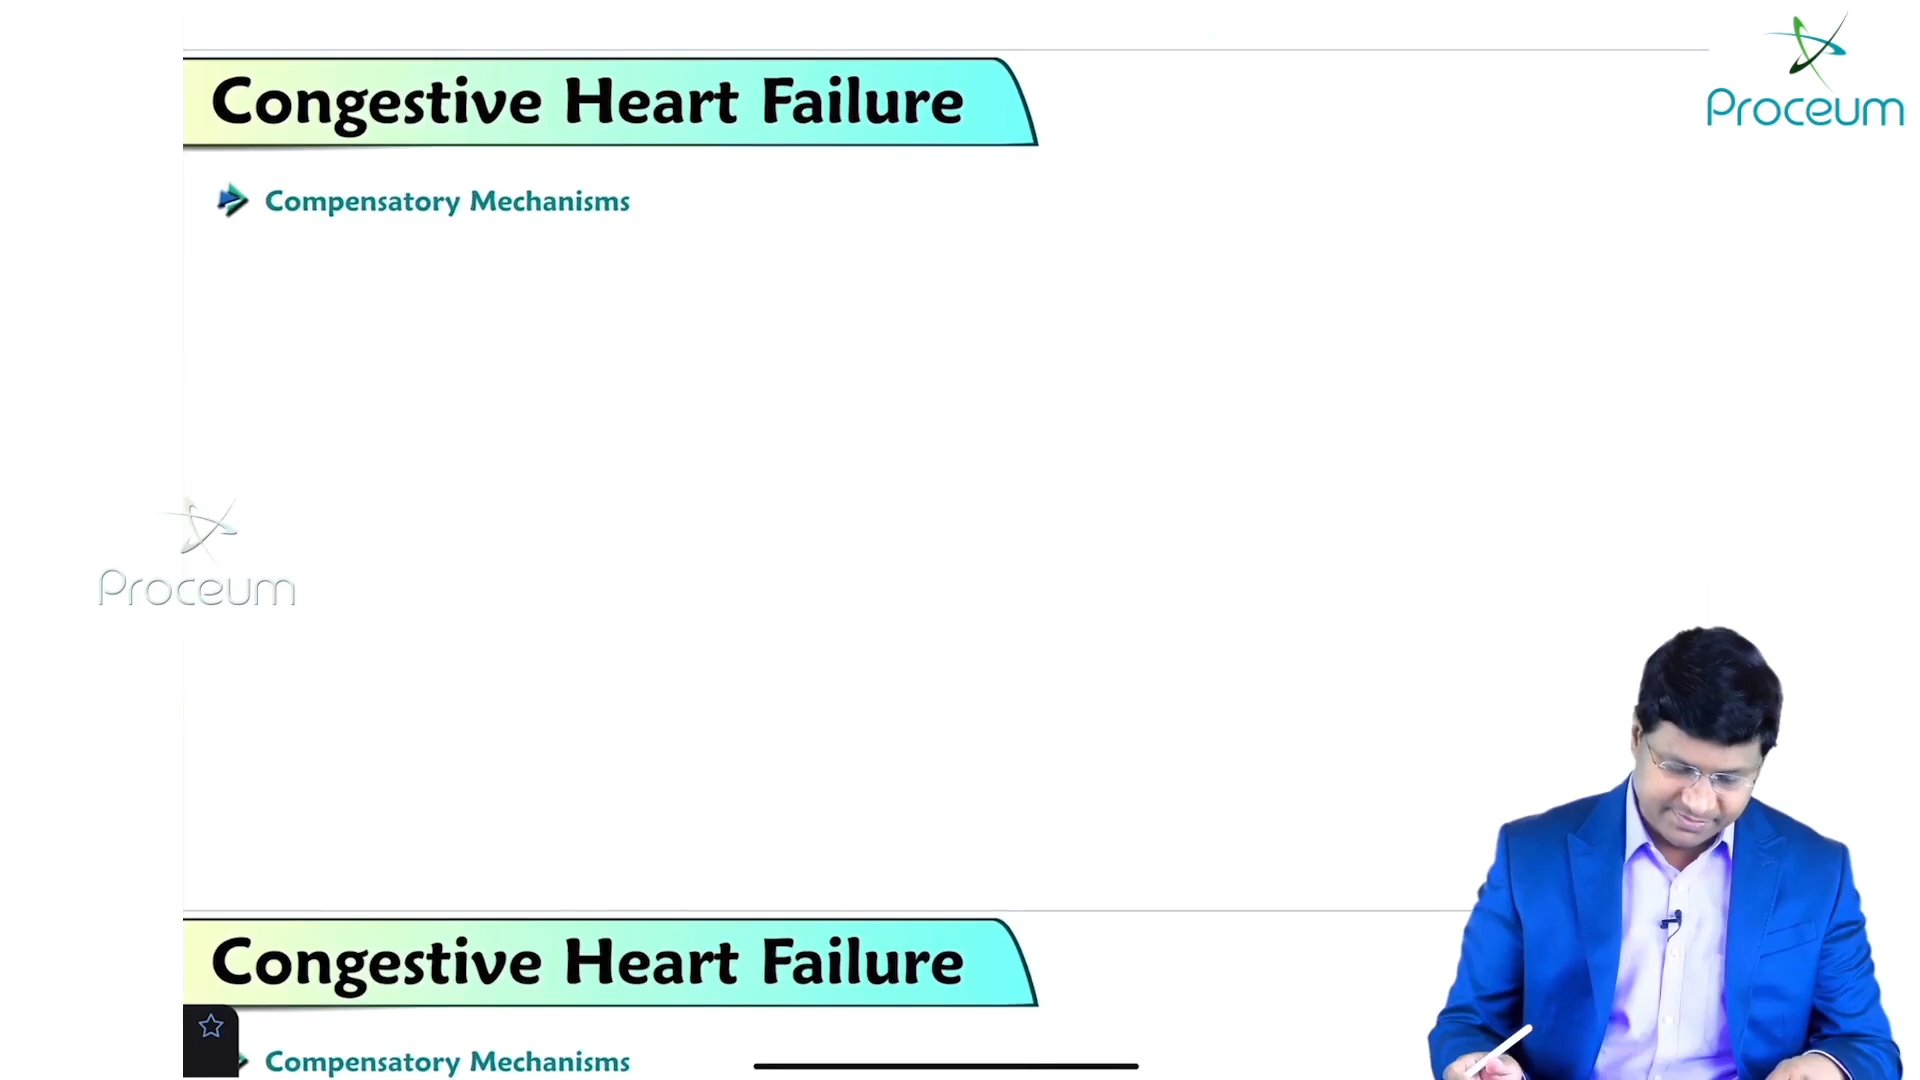 Congestive Heart Failure
Proceum
Compensatory Mechanisms
Proceum
Congestive Heart Failure
Compensatory Mechanisms